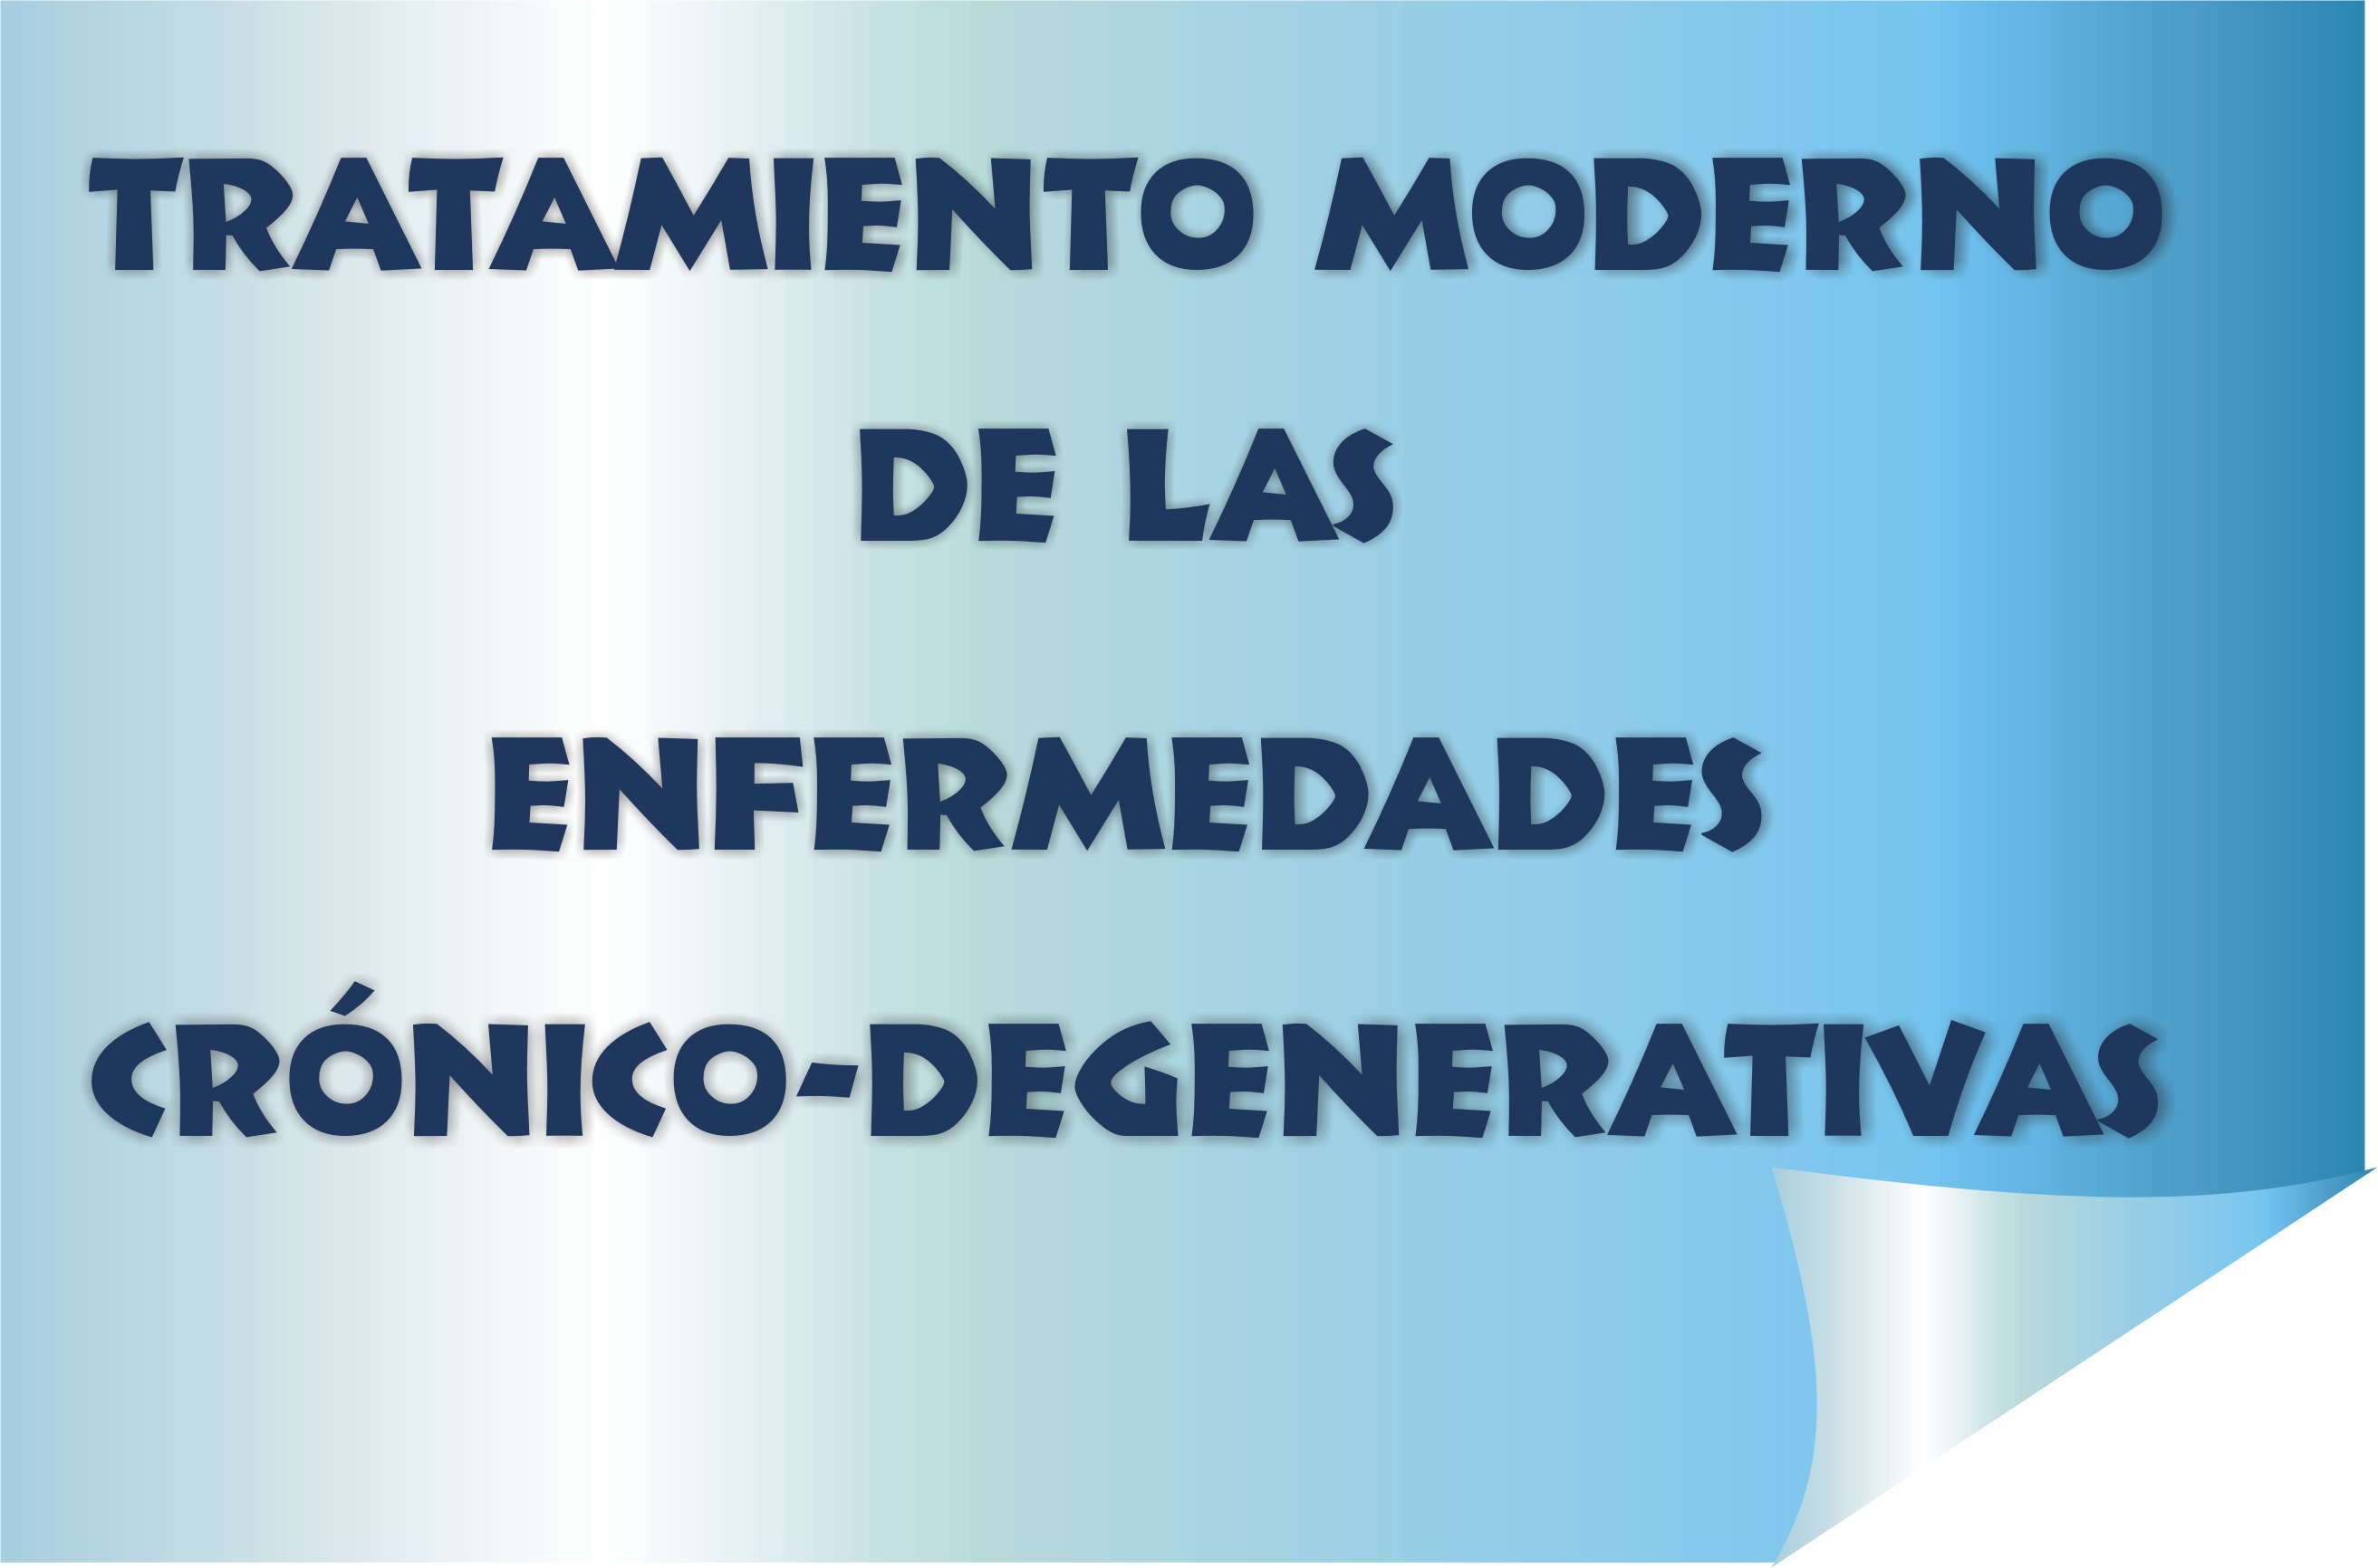 TRATAMIENTO MODERNO
DE LAS
ENFERMEDADES
CRÓNICO-DEGENERATIVAS